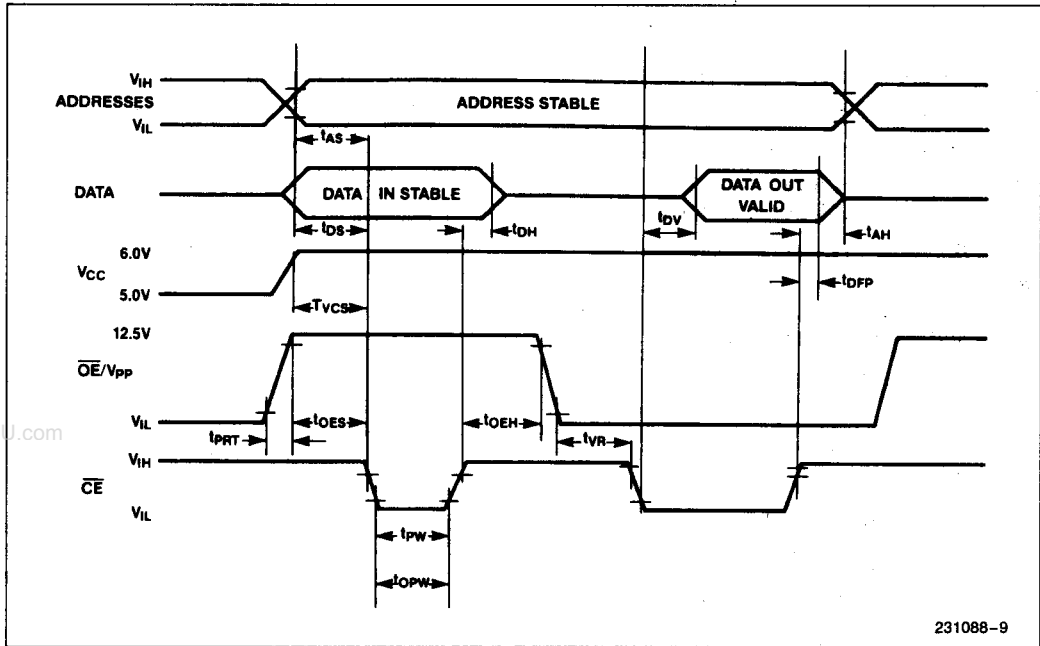 VIH
ADDRESSES
VIL
ADDRESS STABLE
tAS
DATA
DATA IN STABLE
DATA OUT
VALID
tDS
tDH
tDV
tAH
6.0V
VCC
5.0V
TVCS
tDFP
12.5V
OE/VPP
VIL
tPRT
tOES
tOEH
tVR
U.com
VIH
CE
VIL
tPW
tOPW
231088-9